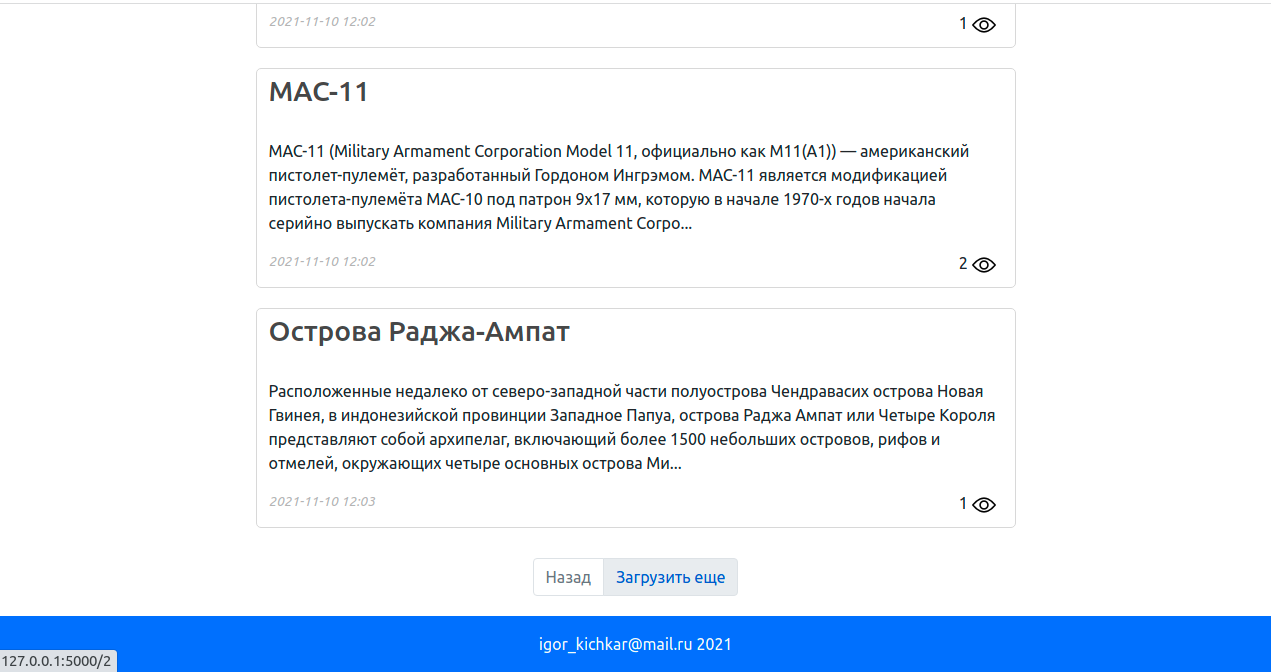 2021-11-10 12:02
1
MAC-11
MAC-11 (Military Armament Corporation Model 11, официально как M11(A1)) — американский
пистолет-пулемёт, разработанный Гордоном Ингрэмом. MAC-11 является модификацией
пистолета-пулемёта MAC-10 под патрон 9x17 мм, которую в начале 1970-х годов начала
серийно выпускать компания Military Armament Corpo...
2021-11-10 12:02
2
Острова Раджа-Ампат
Расположенные недалеко от северо-западной части полуострова Чендравасих острова Новая
Гвинея, в индонезийской провинции Западное Папуа, острова Раджа Ампат или Четыре Короля
представляют собой архипелаг, включающий более 1500 небольших островов, рифов и
отмелей, окружающих четыре основных острова Ми...
2021-11-10 12:03
1
Назад
Загрузить еще
igor_kichkar@mail.ru 2021
127.0.0.1:5000/2